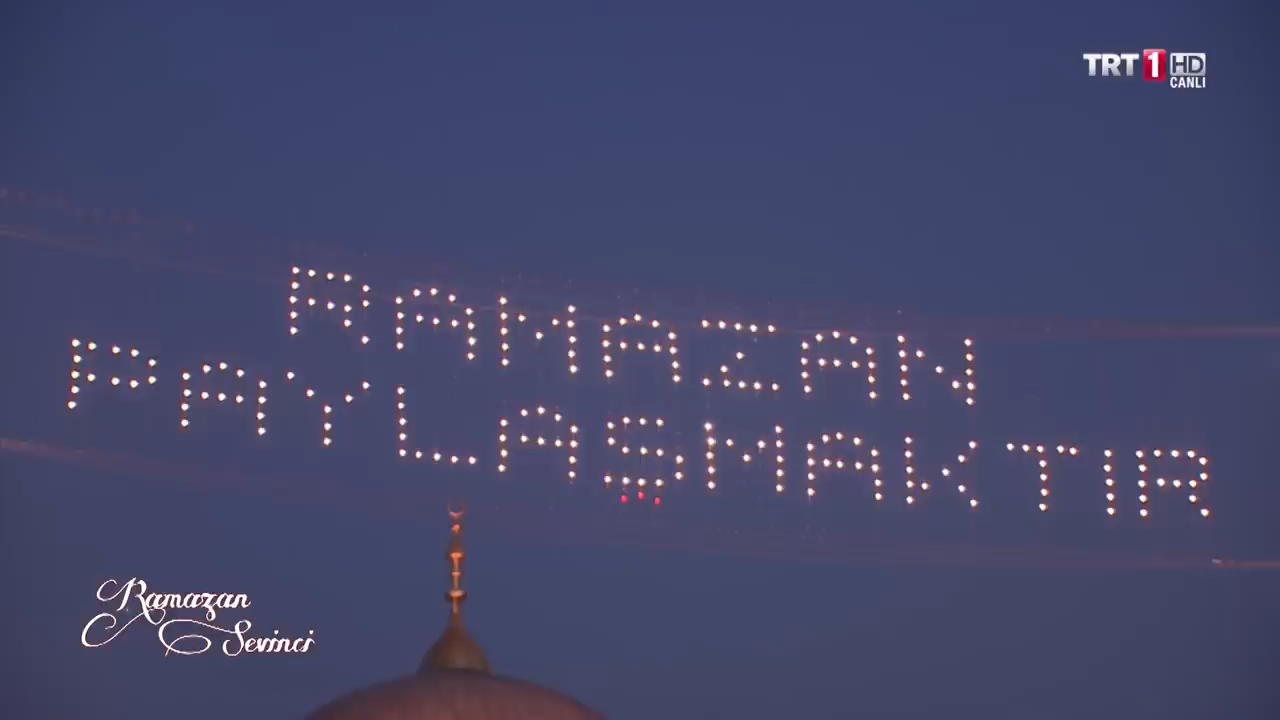 TRT 1 HD
CANLI
RAMAZAN
PAYLAŞMAKTIR
Ramazan
Sevinci